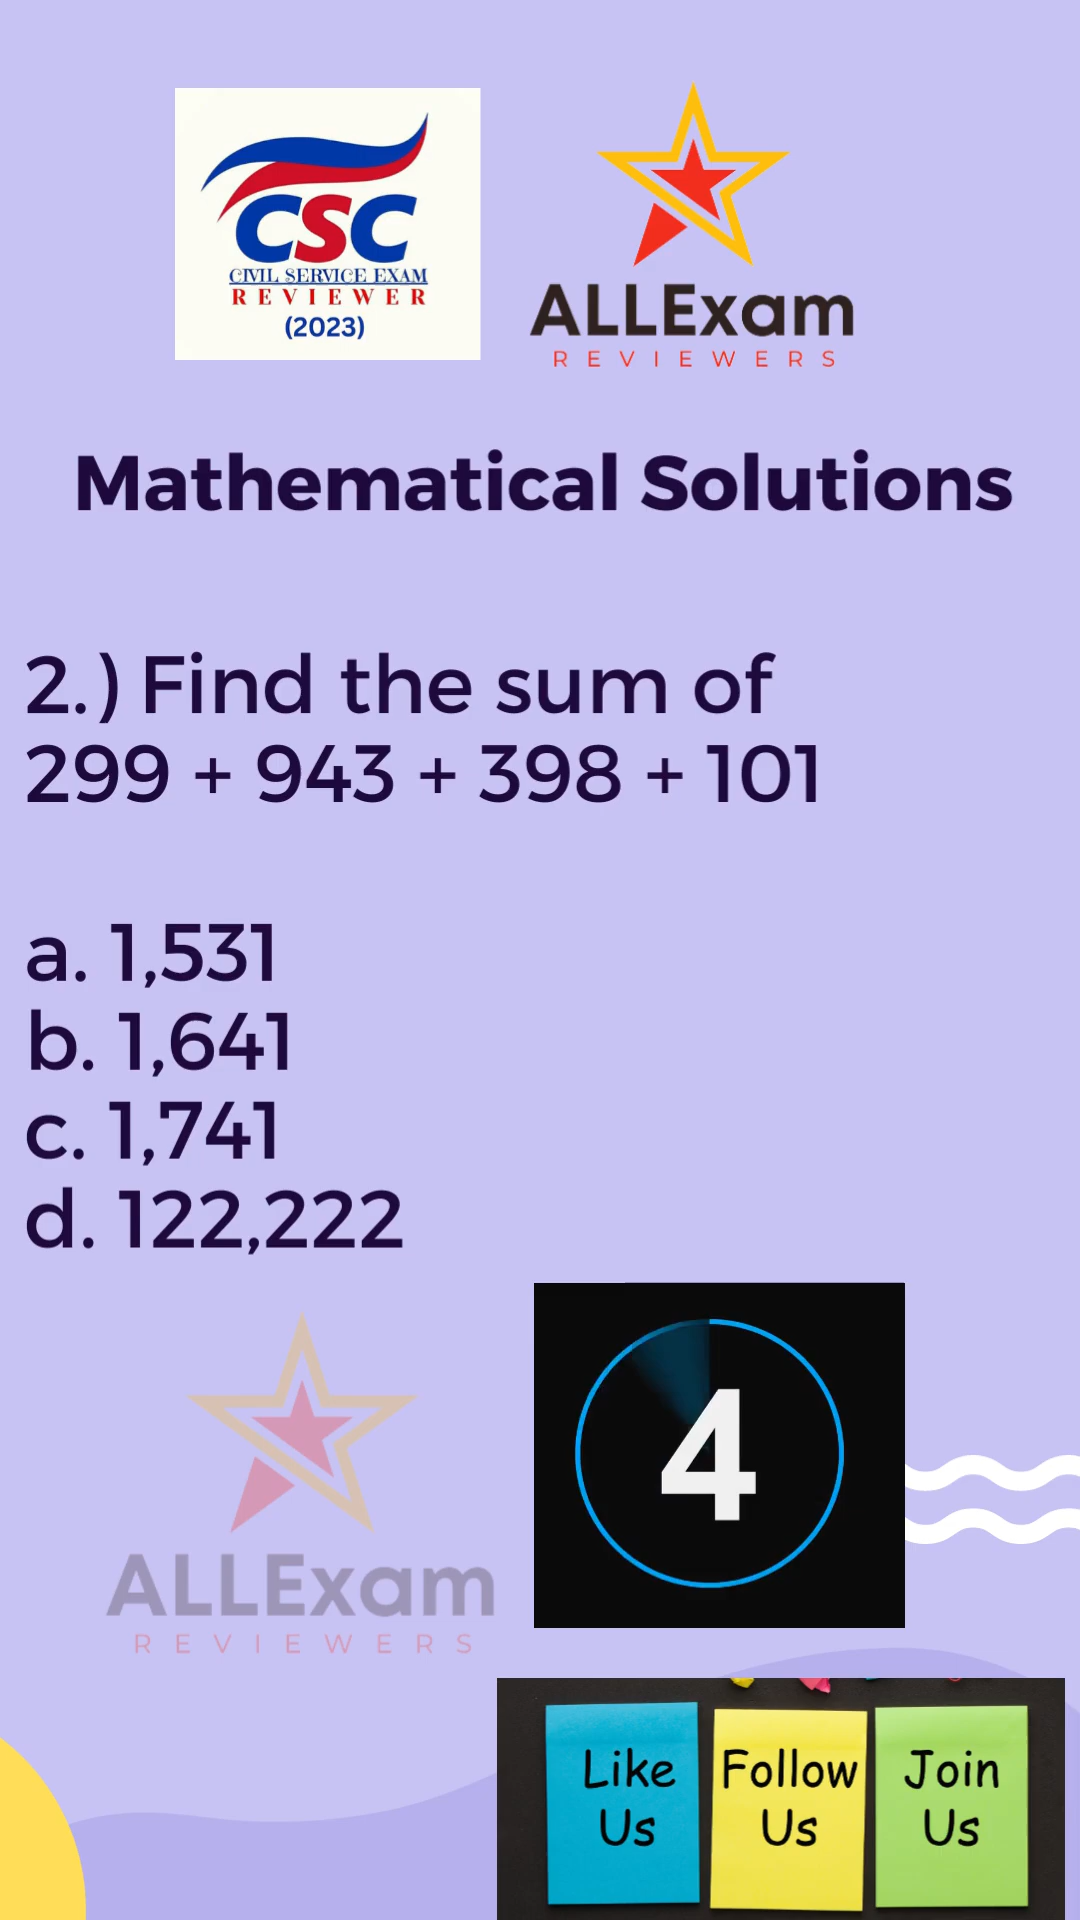 CSC
CIVIL SERVICE EXAM
REVIEWER
(2023)
ALLExam
REVIEWERS
Mathematical Solutions
2.) Find the sum of
299 + 943 + 398 + 101
a. 1,531
b. 1,641
c. 1,741
d. 122,222
4
ALLExam
REVIEWERS
Like
Us
Follow
Us
Join
Us